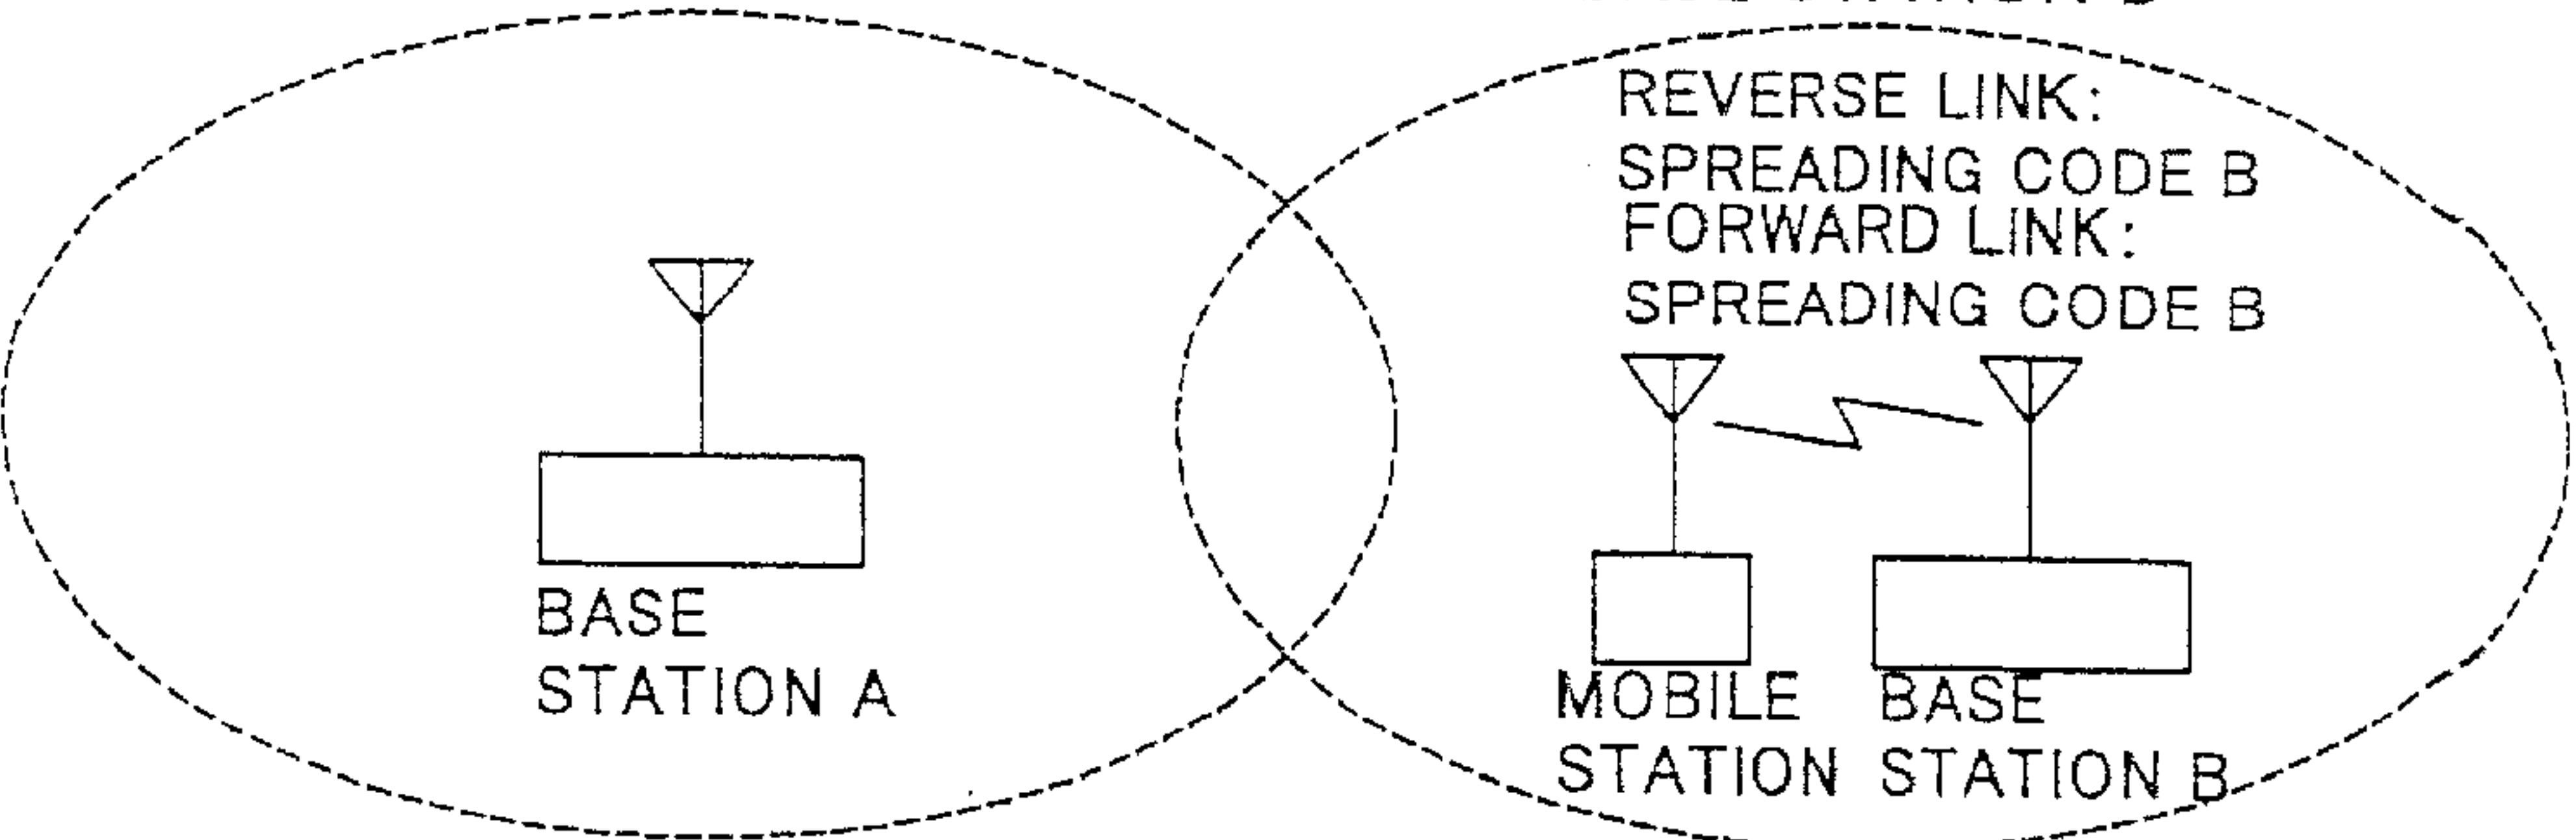 REVERSE LINK:
SPREADING CODE B
FORWARD LINK:
SPREADING CODE B
BASE
STATION A
MOBILE
STATION
BASE
STATION B